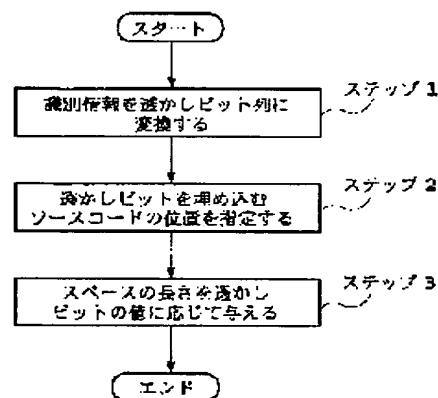 スタート
ステップ 1
識別情報を透かしビット列に
変換する
ステップ 2
透かしビットを埋め込む
ソースコードの位置を指定する
ステップ 3
スペースの長さを透かし
ビットの値に応じて与える
エンド